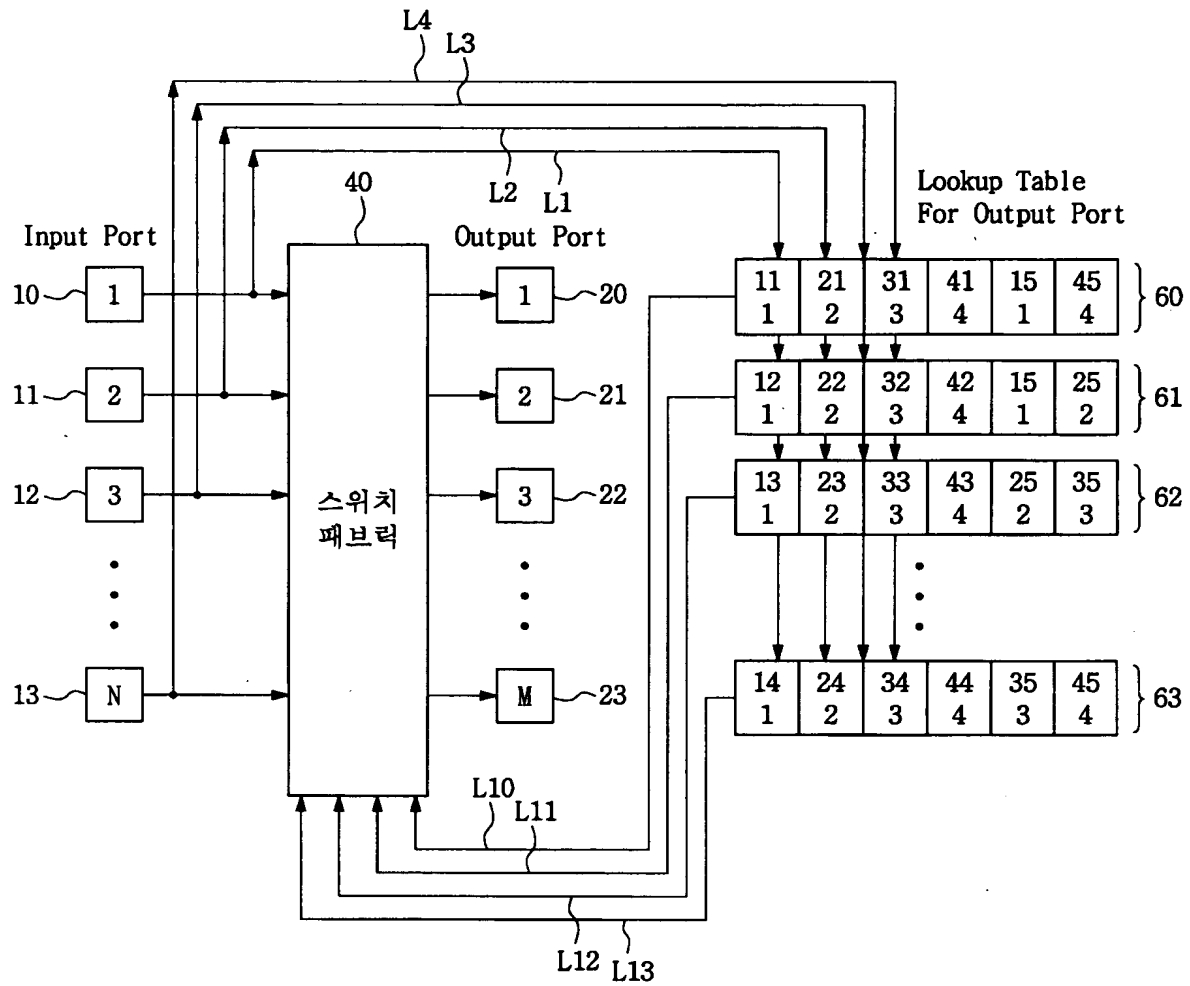 L4
L3
L2
L1
40
Lookup Table
For Output Port
Input Port
Output Port
10
1
1
20
11 21 31 41 15 45
1 2 3 4 1 4
60
11
2
2
21
12 22 32 42 15 25
1 2 3 4 1 2
61
12
3
3
22
13 23 33 43 25 35
1 2 3 4 2 3
62
스위치
패브릭
13
N
M
23
14 24 34 44 35 45
1 2 3 4 3 4
63
L10
L11
L12
L13